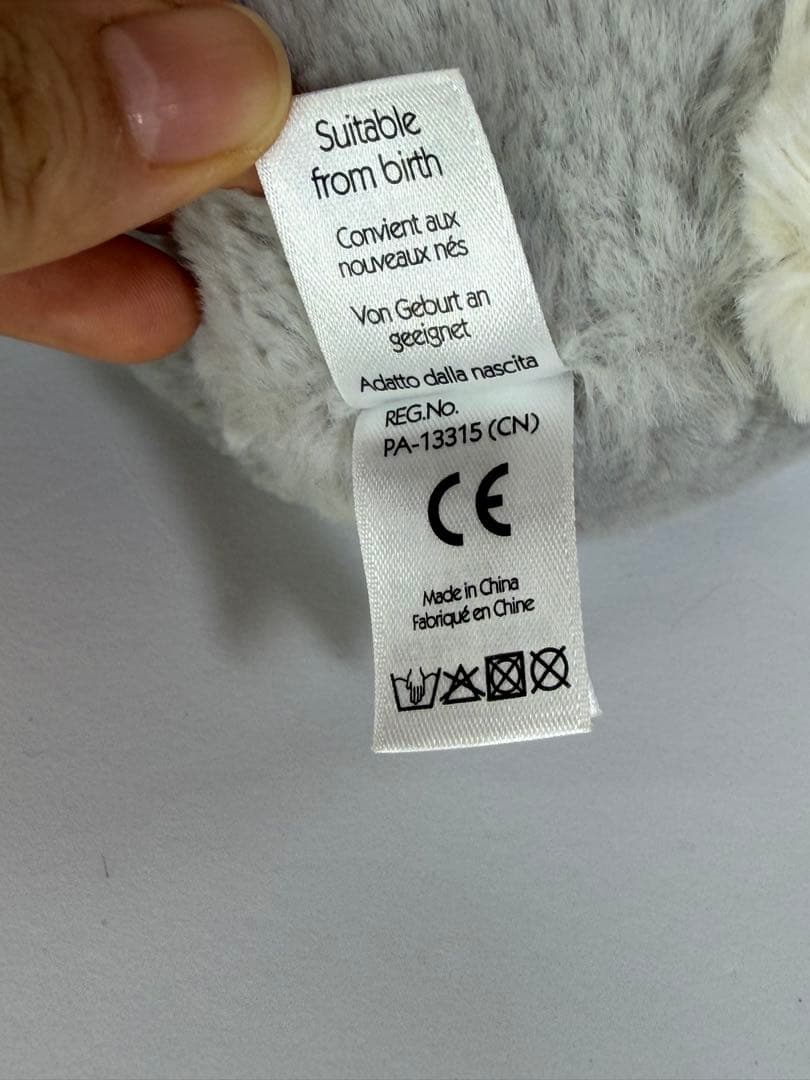 Suitable
from birth
Convient aux
nouveaux nés
Von Geburt an
geeignet
Adatto dalla nascita
REG.No.
PA-13315 (CN)
CE
Made in China
Fabriqué en Chine